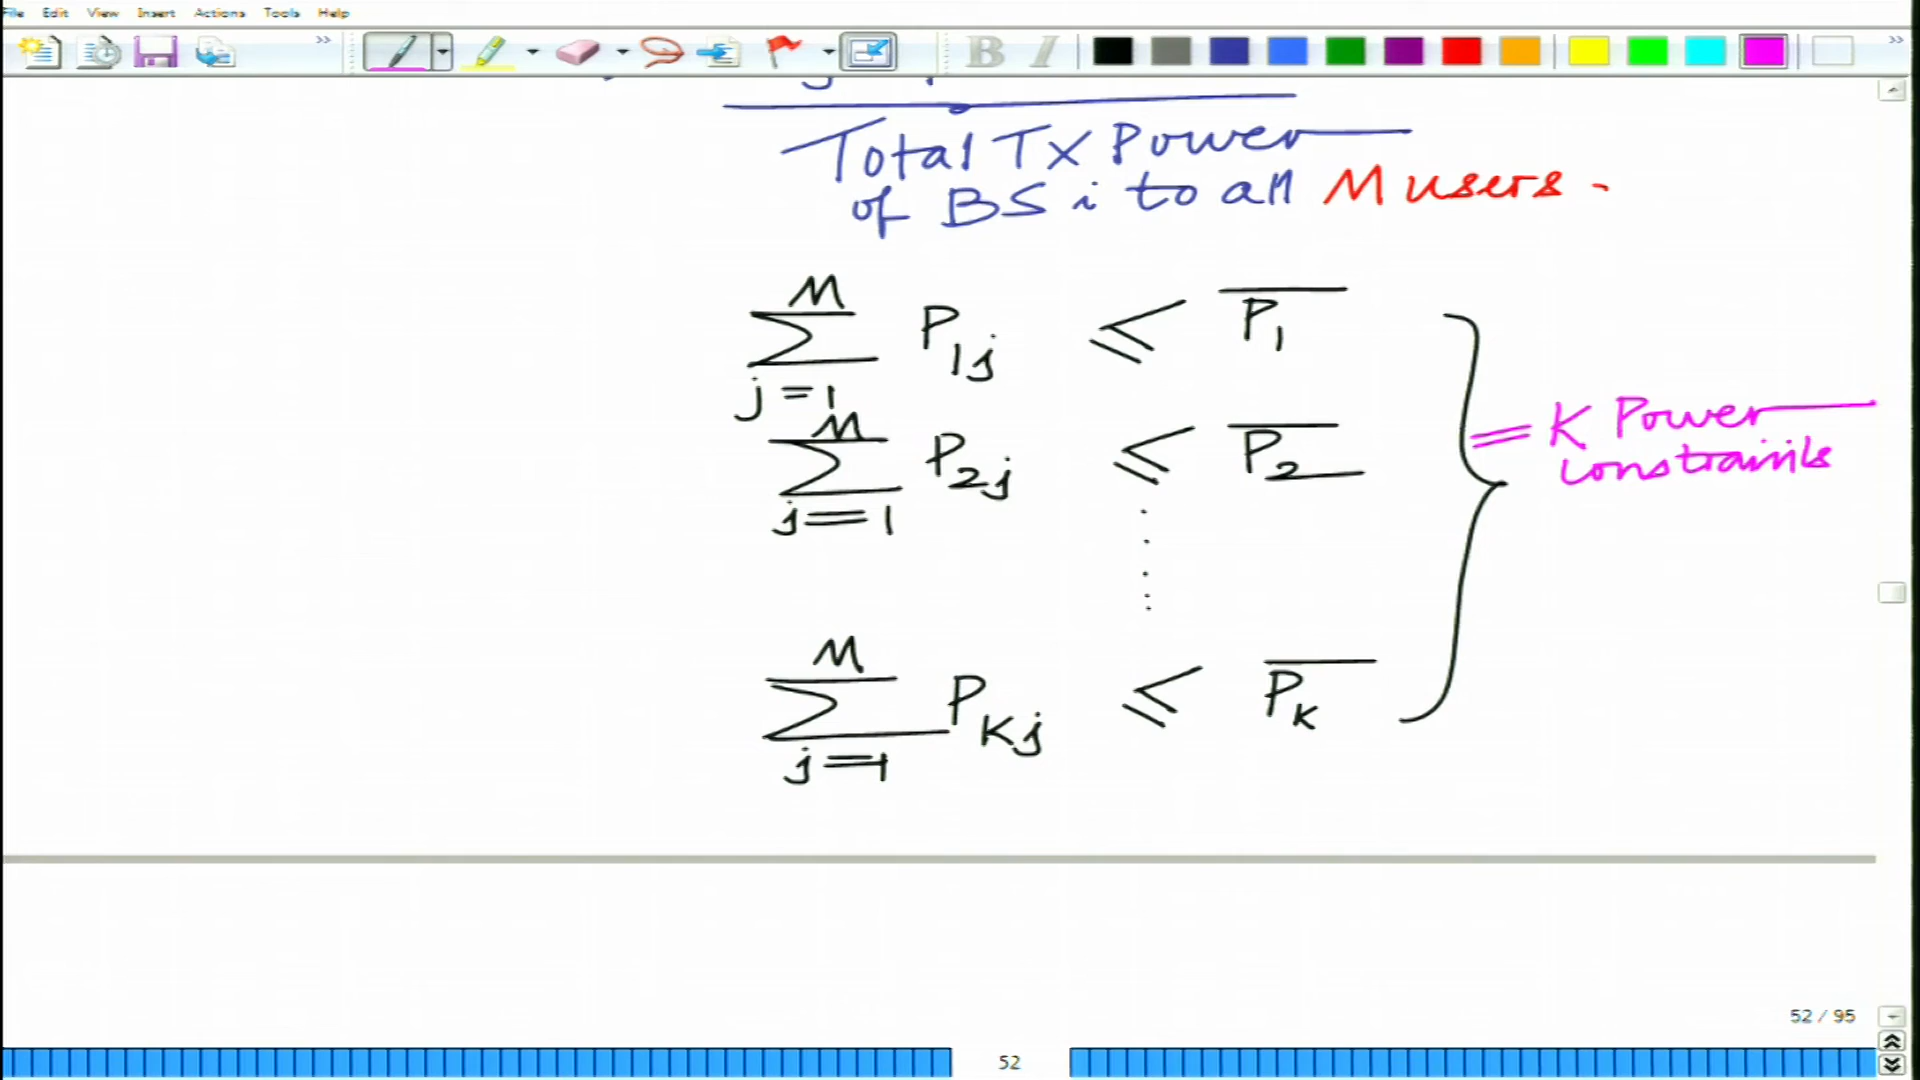 File Edit View Insert Actions Tools Help
B I
Total Tx Power
of BS i to all M users.
M
∑ P1j ≤ P̅1
j=1
M
∑ P2j ≤ P̅2
j=1
= K Power
constraints
M
∑ PKj ≤ P̅K
j=1
52 / 95
52